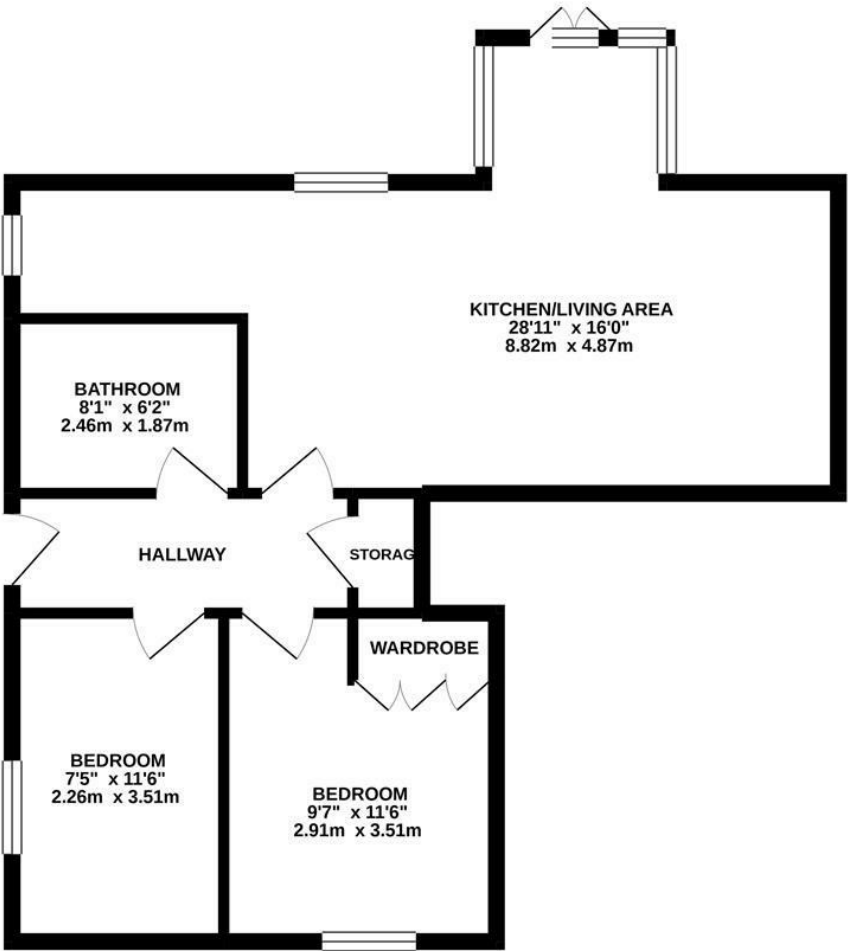 KITCHEN/LIVING AREA
28'11" x 16'0"
8.82m x 4.87m
BATHROOM
8'1" x 6'2"
2.46m x 1.87m
HALLWAY
STORAG
WARDROBE
BEDROOM
7'5" x 11'6"
2.26m x 3.51m
BEDROOM
9'7" x 11'6"
2.91m x 3.51m